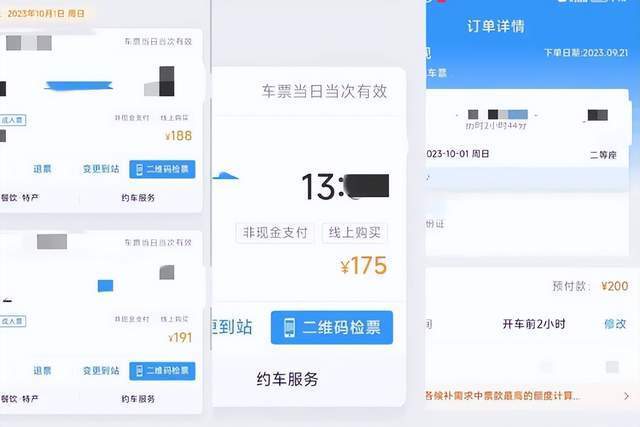 2023年10月1日 周日
车票当日当次有效
成人票
非现金支付 线上购买
¥188
退票 变更到站 二维码检票
餐饮·特产 约车服务
车票当日当次有效
成人票
非现金支付 线上购买
¥191
退票 变更到站 二维码检票
餐饮·特产 约车服务
车票当日当次有效
13:
非现金支付 线上购买
¥175
更到站 二维码检票
约车服务
订单详情
下单日期:2023.09.21
车票
历时2小时44分
2023-10-01 周日 二等座
份证
预付款: ¥200
间 开车前2小时 修改
各候补需求中票款最高的额度计算...